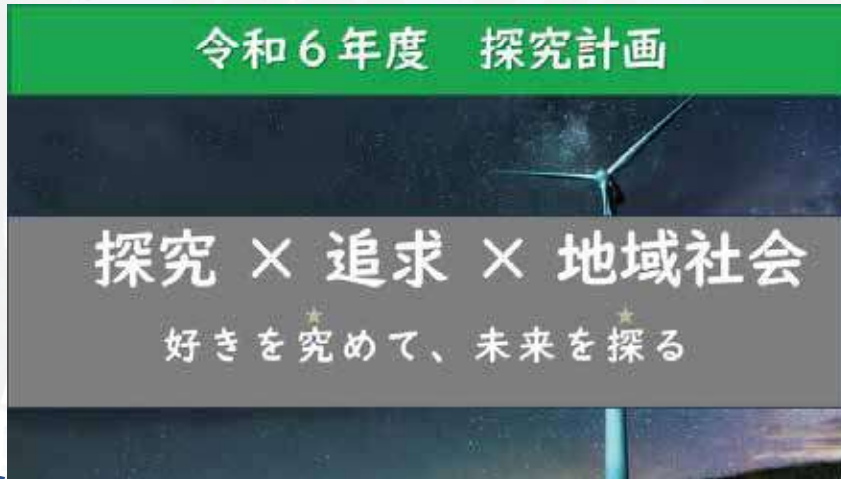 令和６年度　探究計画
探究 × 追求 × 地域社会
好きを究めて、未来を探る